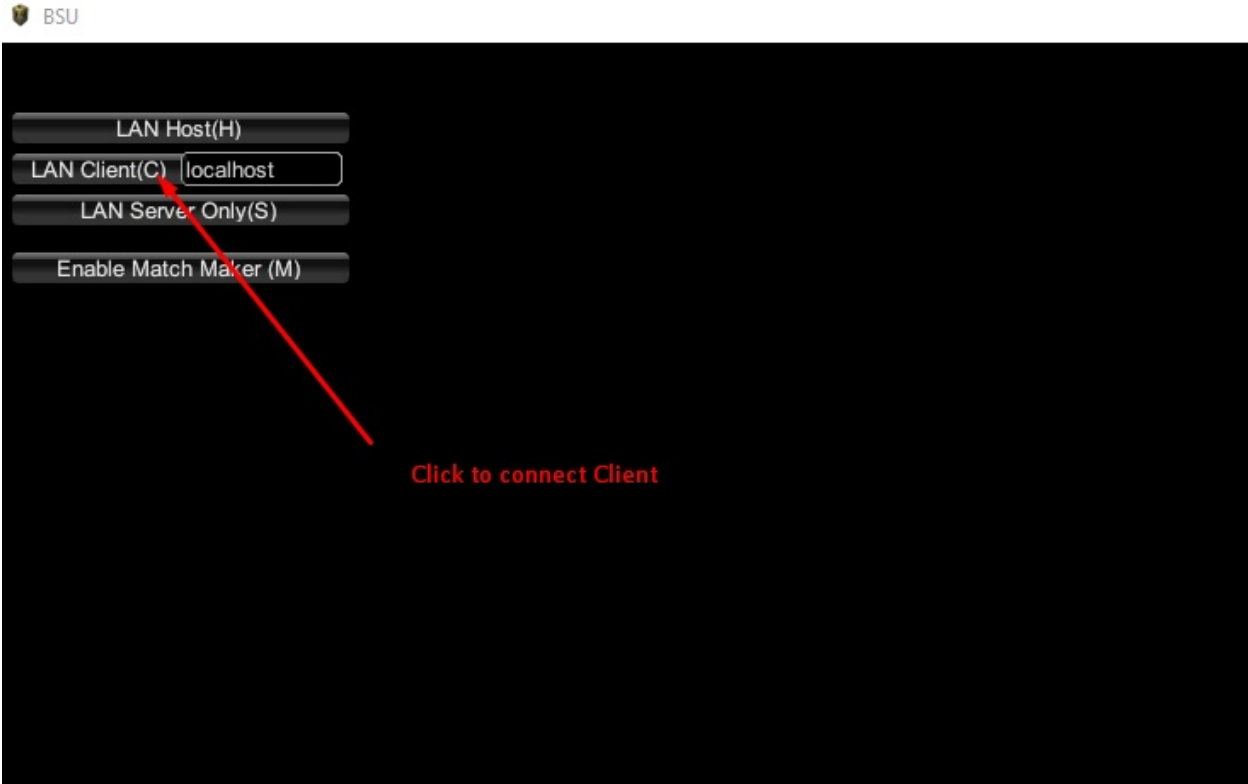 BSU
LAN Host(H)
LAN Client(C) localhost
LAN Server Only(S)
Enable Match Maker (M)
Click to connect Client